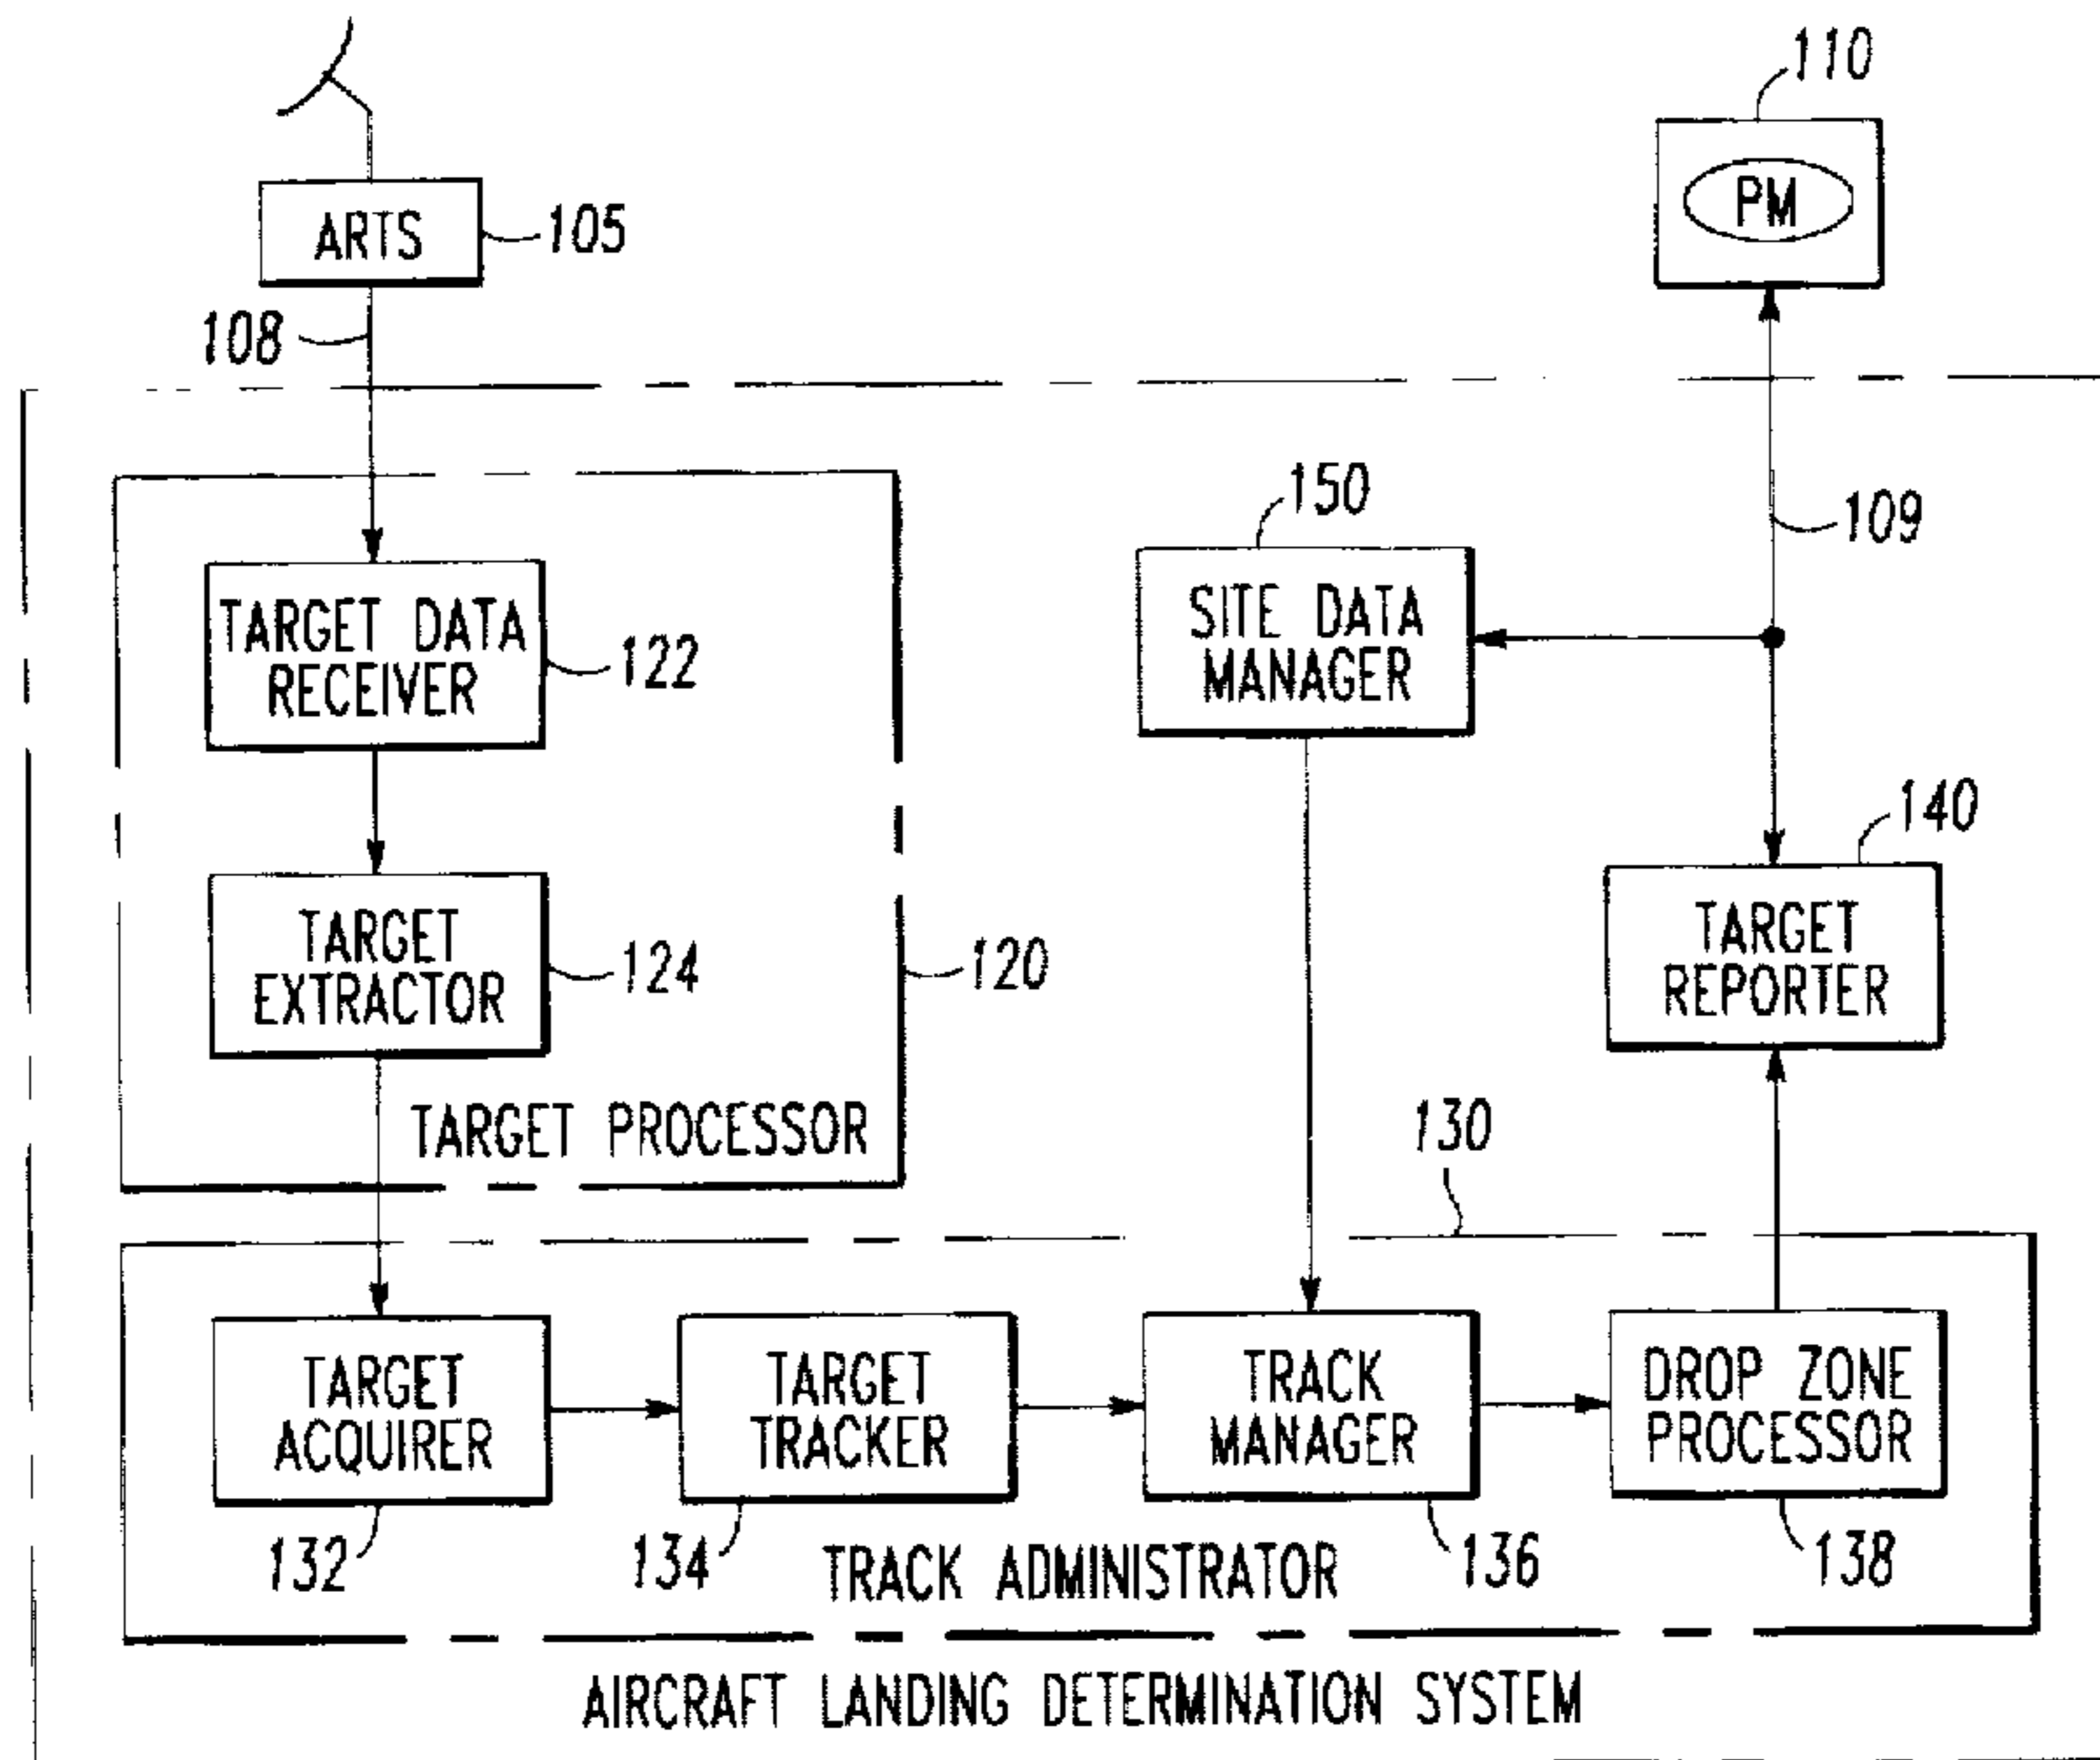 110
ARTS
105
PM
108
150
109
TARGET DATA
RECEIVER
122
SITE DATA
MANAGER
140
TARGET
EXTRACTOR
124
120
TARGET
REPORTER
TARGET PROCESSOR
130
TARGET
ACQUIRER
TARGET
TRACKER
TRACK
MANAGER
DROP ZONE
PROCESSOR
132
134
TRACK ADMINISTRATOR
136
138
AIRCRAFT LANDING DETERMINATION SYSTEM